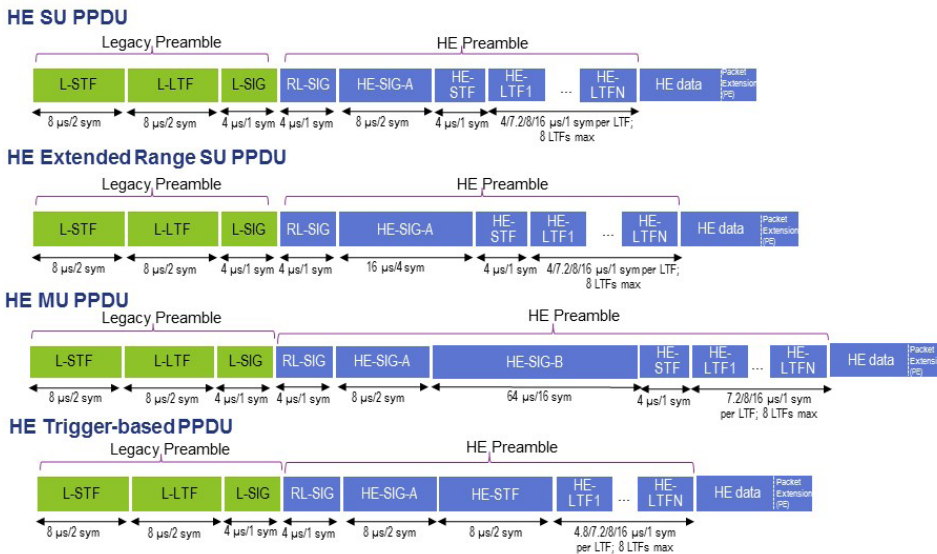 HE SU PPDU
Legacy Preamble HE Preamble
L-STF L-LTF L-SIG RL-SIG HE-SIG-A HE-STF HE-LTF1 ... HE-LTFN HE data Packet Extension (PE)
8 µs/2 sym 8 µs/2 sym 4 µs/1 sym 4 µs/1 sym 8 µs/2 sym 4 µs/1 sym 4/7.2/8/16 µs/1 sym per LTF;
8 LTFs max
HE Extended Range SU PPDU
Legacy Preamble HE Preamble
L-STF L-LTF L-SIG RL-SIG HE-SIG-A HE-STF HE-LTF1 ... HE-LTFN HE data Packet Extension (PE)
8 µs/2 sym 8 µs/2 sym 4 µs/1 sym 4 µs/1 sym 16 µs/4 sym 4 µs/1 sym 4/7.2/8/16 µs/1 sym per LTF;
8 LTFs max
HE MU PPDU
Legacy Preamble HE Preamble
L-STF L-LTF L-SIG RL-SIG HE-SIG-A HE-SIG-B HE-STF HE-LTF1 ... HE-LTFN HE data Packet Extension (PE)
8 µs/2 sym 8 µs/2 sym 4 µs/1 sym 4 µs/1 sym 8 µs/2 sym 64 µs/16 sym 4 µs/1 sym 7.2/8/16 µs/1 sym
per LTF; 8 LTFs max
HE Trigger-based PPDU
Legacy Preamble HE Preamble
L-STF L-LTF L-SIG RL-SIG HE-SIG-A HE-STF HE-LTF1 ... HE-LTFN HE data Packet Extension (PE)
8 µs/2 sym 8 µs/2 sym 4 µs/1 sym 4 µs/1 sym 8 µs/2 sym 8 µs/2 sym 4.8/7.2/8/16 µs/1 sym
per LTF; 8 LTFs max